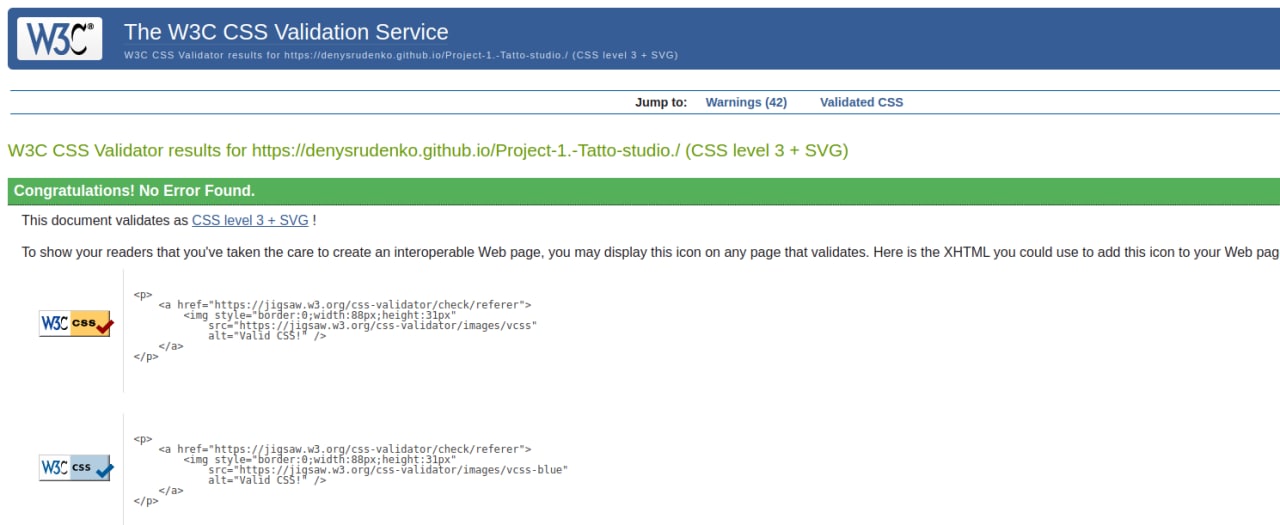 W3C®
The W3C CSS Validation Service
W3C CSS Validator results for https://denysrudenko.github.io/Project-1.-Tatto-studio./ (CSS level 3 + SVG)
Jump to: Warnings (42) Validated CSS
W3C CSS Validator results for https://denysrudenko.github.io/Project-1.-Tatto-studio./ (CSS level 3 + SVG)
Congratulations! No Error Found.
This document validates as CSS level 3 + SVG !
To show your readers that you've taken the care to create an interoperable Web page, you may display this icon on any page that validates. Here is the XHTML you could use to add this icon to your Web pag
W3C css
<p>
<a href="https://jigsaw.w3.org/css-validator/check/referer">
<img style="border:0;width:88px;height:31px"
src="https://jigsaw.w3.org/css-validator/images/vcss"
alt="Valid CSS!" />
</a>
</p>
W3C css
<p>
<a href="https://jigsaw.w3.org/css-validator/check/referer">
<img style="border:0;width:88px;height:31px"
src="https://jigsaw.w3.org/css-validator/images/vcss-blue"
alt="Valid CSS!" />
</a>
</p>